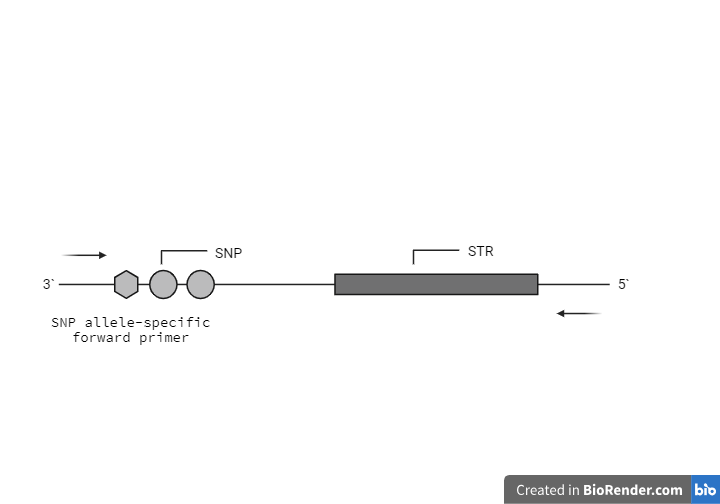 SNP
STR
3`
5`
SNP allele-specific
forward primer
Created in BioRender.com bio